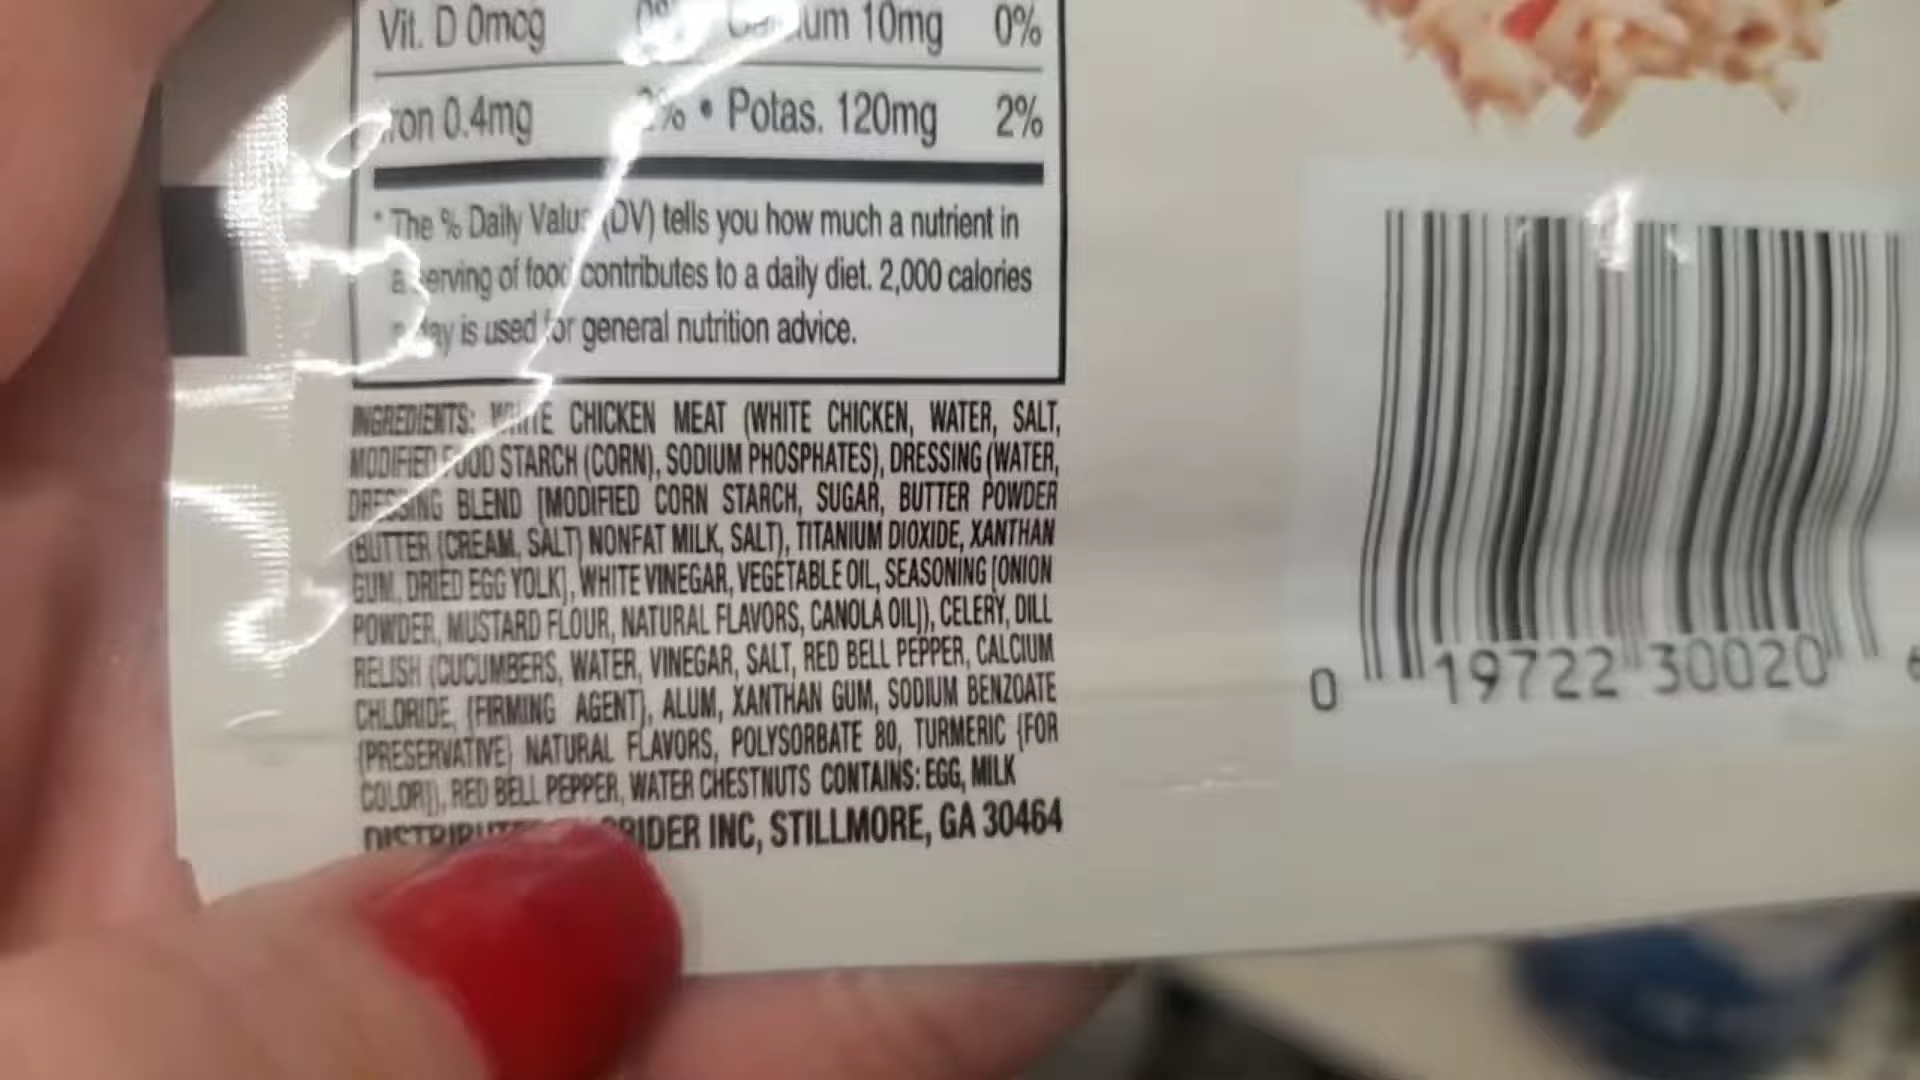 Vit. D 0mcg 0% 10mg 0%
0.4mg 2% • Potas. 120mg 2%
* The % Daily Value (DV) tells you how much a nutrient in
a serving of food contributes to a daily diet. 2,000 calories
a day is used for general nutrition advice.
INGREDIENTS: WHITE CHICKEN MEAT (WHITE CHICKEN, WATER, SALT,
MODIFIED FOOD STARCH (CORN), SODIUM PHOSPHATES), DRESSING (WATER,
DRESSING BLEND [MODIFIED CORN STARCH, SUGAR, BUTTER POWDER
(BUTTER (CREAM, SALT) NONFAT MILK, SALT), TITANIUM DIOXIDE, XANTHAN
GUM, DRIED EGG YOLK], WHITE VINEGAR, VEGETABLE OIL, SEASONING [ONION
POWDER, MUSTARD FLOUR, NATURAL FLAVORS, CANOLA OIL]), CELERY, DILL
RELISH (CUCUMBERS, WATER, VINEGAR, SALT, RED BELL PEPPER, CALCIUM
CHLORIDE, (FIRMING AGENT), ALUM, XANTHAN GUM, SODIUM BENZOATE
(PRESERVATIVE) NATURAL FLAVORS, POLYSORBATE 80, TURMERIC (FOR
COLOR)), RED BELL PEPPER, WATER CHESTNUTS CONTAINS: EGG, MILK
INC, STILLMORE, GA 30464
0 19722 30020